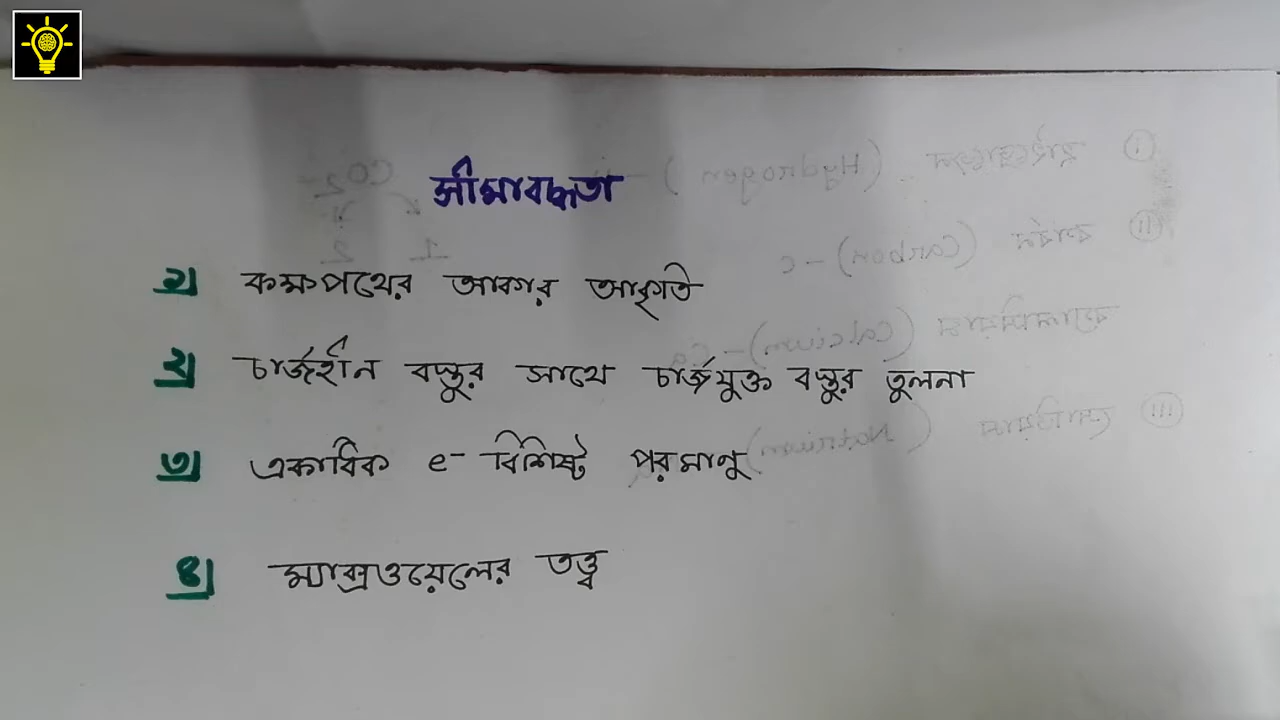 সীমাবদ্ধতা
১) কক্ষপথের আকার আকৃতি
২) চার্জহীন বস্তুর সাথে চার্জযুক্ত বস্তুর তুলনা
৩) একাধিক e- বিশিষ্ট পরমানু
৪) ম্যাক্সওয়েলের তত্ত্ব